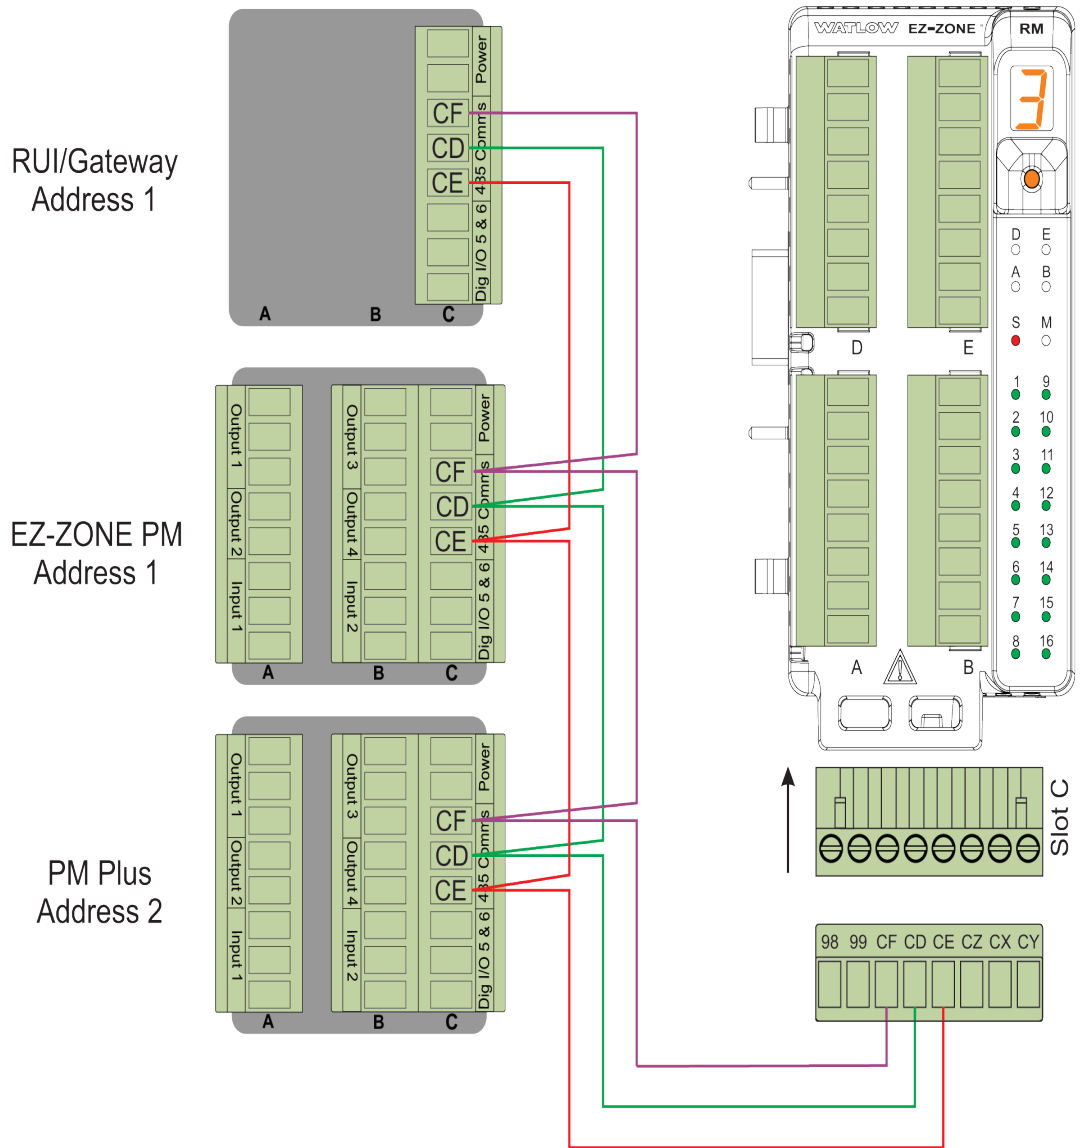 RUI/Gateway
Address 1
CF
CD
CE
Power
485 Comms
Dig I/O 5 & 6
A
B
C
EZ-ZONE PM
Address 1
Output 1
Output 2
Input 1
Output 3
Output 4
Input 2
CF
CD
CE
Power
485 Comms
Dig I/O 5 & 6
A
B
C
PM Plus
Address 2
Output 1
Output 2
Input 1
Output 3
Output 4
Input 2
CF
CD
CE
Power
485 Comms
Dig I/O 5 & 6
A
B
C
WATLOW EZ-ZONE ™ RM
3
D E
A B
S M
1 9
2 10
3 11
4 12
5 13
6 14
7 15
8 16
D
E
A
B
Slot C
98 99 CF CD CE CZ CX CY